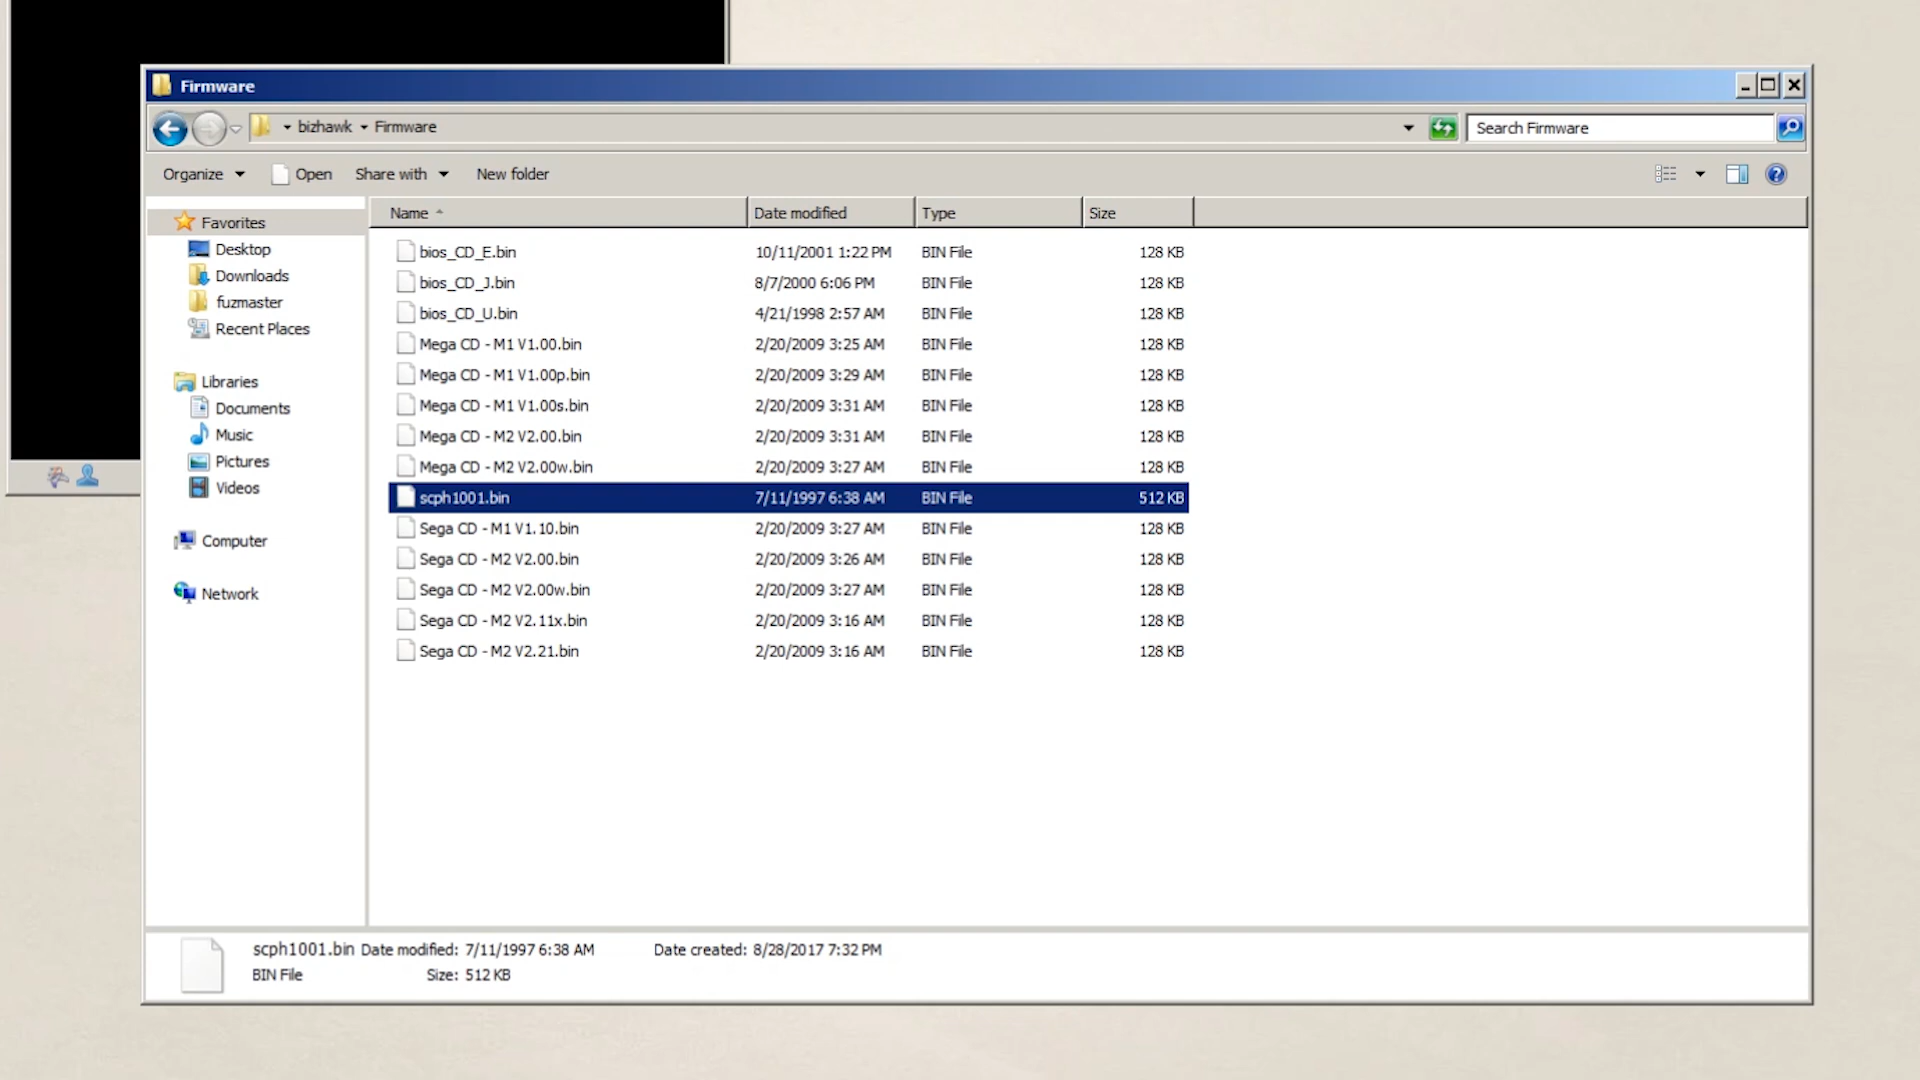 Firmware
bizhawk Firmware
Search Firmware
Organize Open Share with New folder
Name Date modified Type Size
Favorites
Desktop
Downloads
fuzmaster
Recent Places
Libraries
Documents
Music
Pictures
Videos
Computer
Network
bios_CD_E.bin 10/11/2001 1:22 PM BIN File 128 KB
bios_CD_J.bin 8/7/2000 6:06 PM BIN File 128 KB
bios_CD_U.bin 4/21/1998 2:57 AM BIN File 128 KB
Mega CD - M1 V1.00.bin 2/20/2009 3:25 AM BIN File 128 KB
Mega CD - M1 V1.00p.bin 2/20/2009 3:29 AM BIN File 128 KB
Mega CD - M1 V1.00s.bin 2/20/2009 3:31 AM BIN File 128 KB
Mega CD - M2 V2.00.bin 2/20/2009 3:31 AM BIN File 128 KB
Mega CD - M2 V2.00w.bin 2/20/2009 3:27 AM BIN File 128 KB
scph1001.bin 7/11/1997 6:38 AM BIN File 512 KB
Sega CD - M1 V1.10.bin 2/20/2009 3:27 AM BIN File 128 KB
Sega CD - M2 V2.00.bin 2/20/2009 3:26 AM BIN File 128 KB
Sega CD - M2 V2.00w.bin 2/20/2009 3:27 AM BIN File 128 KB
Sega CD - M2 V2.11x.bin 2/20/2009 3:16 AM BIN File 128 KB
Sega CD - M2 V2.21.bin 2/20/2009 3:16 AM BIN File 128 KB
scph1001.bin Date modified: 7/11/1997 6:38 AM Date created: 8/28/2017 7:32 PM
BIN File Size: 512 KB